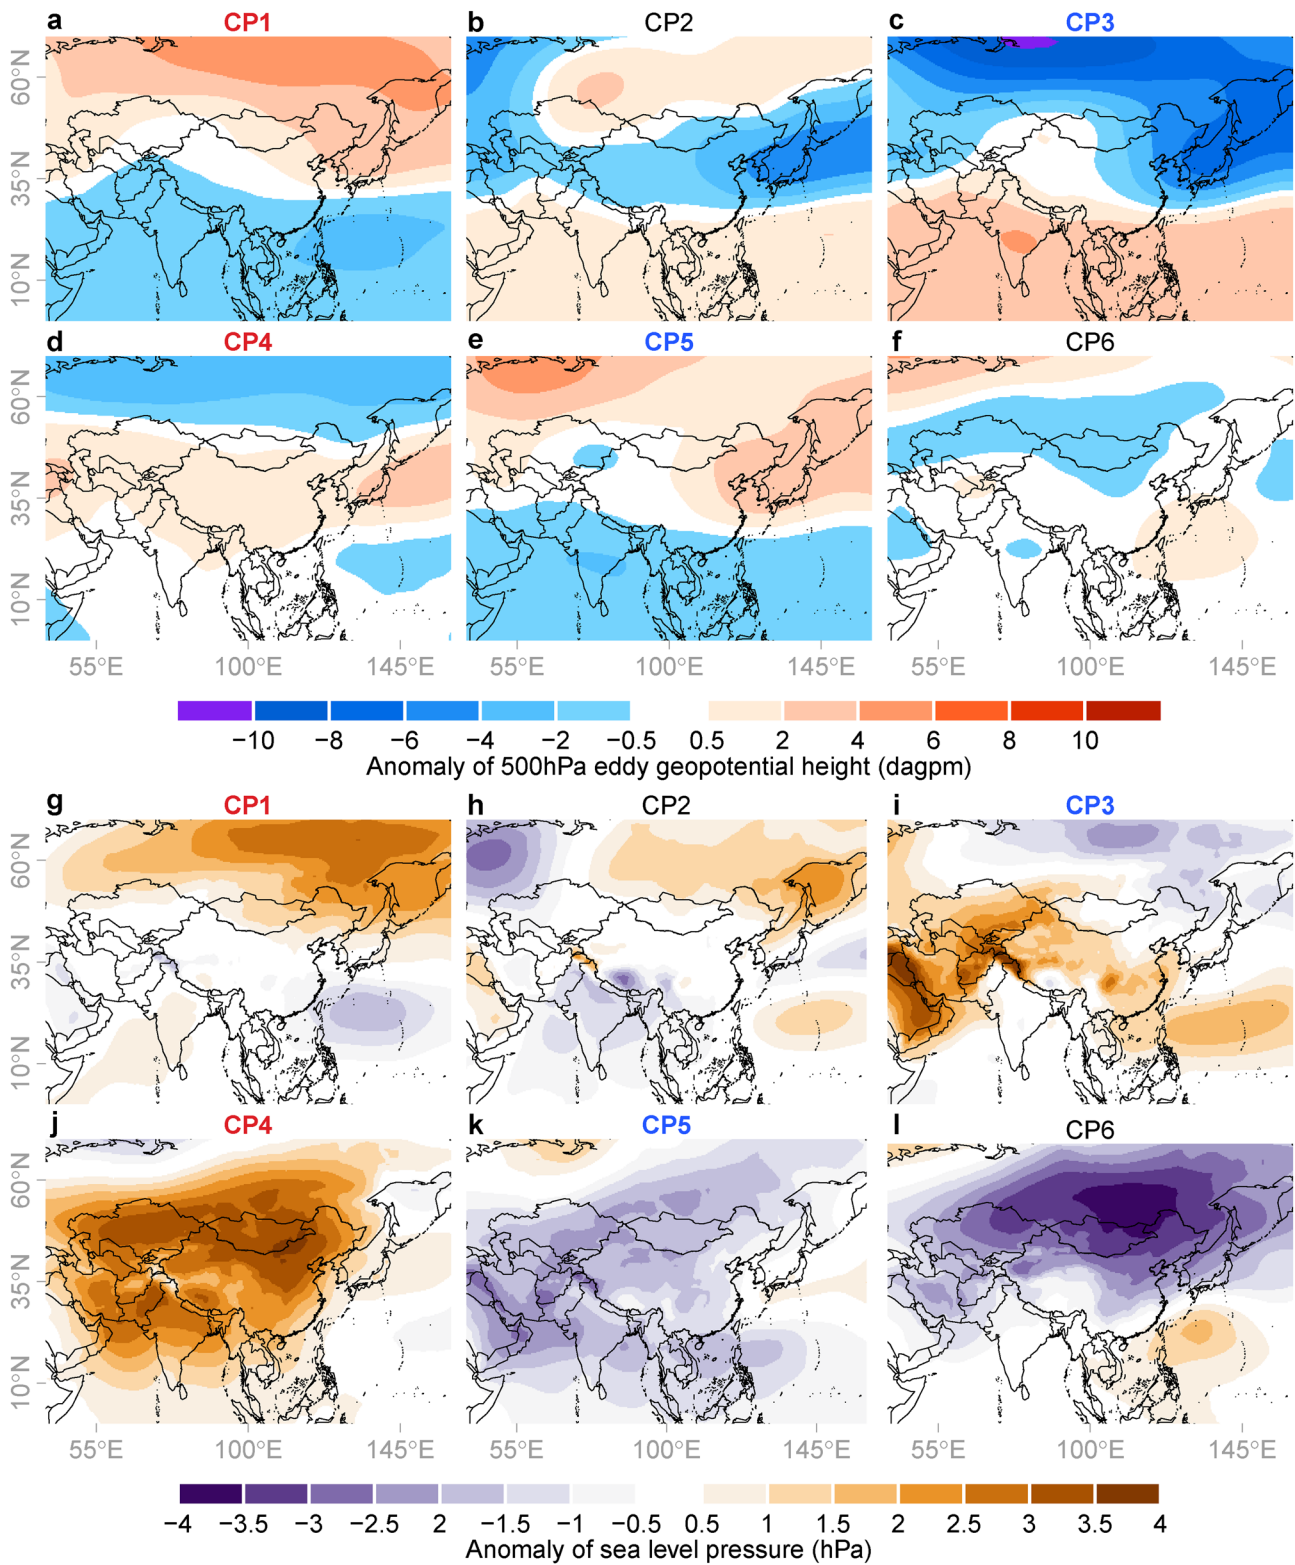 a CP1 b CP2 c CP3
60°N
35°N
10°N
d CP4 e CP5 f CP6
60°N
35°N
10°N
55°E 100°E 145°E 55°E 100°E 145°E 55°E 100°E 145°E
−10 −8 −6 −4 −2 −0.5 0.5 2 4 6 8 10
Anomaly of 500hPa eddy geopotential height (dagpm)
g CP1 h CP2 i CP3
60°N
35°N
10°N
j CP4 k CP5 l CP6
60°N
35°N
10°N
55°E 100°E 145°E 55°E 100°E 145°E 55°E 100°E 145°E
−4 −3.5 −3 −2.5 2 −1.5 −1 −0.5 0.5 1 1.5 2 2.5 3 3.5 4
Anomaly of sea level pressure (hPa)